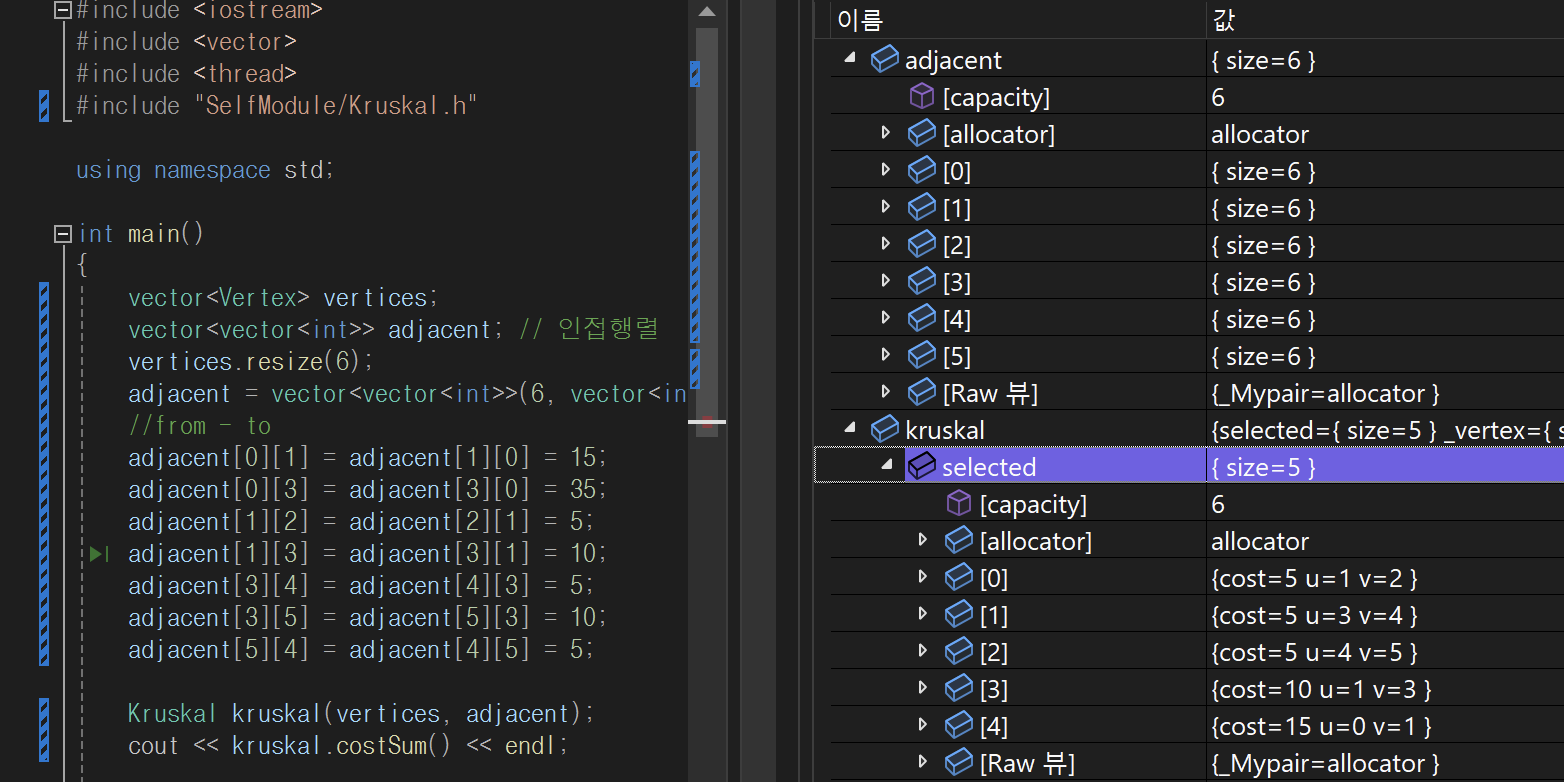 #include <iostream>
#include <vector>
#include <thread>
#include "SelfModule/Kruskal.h"
using namespace std;
int main()
{
vector<Vertex> vertices;
vector<vector<int>> adjacent; // 인접행렬
vertices.resize(6);
adjacent = vector<vector<int>>(6, vector<in
//from - to
adjacent[0][1] = adjacent[1][0] = 15;
adjacent[0][3] = adjacent[3][0] = 35;
adjacent[1][2] = adjacent[2][1] = 5;
adjacent[1][3] = adjacent[3][1] = 10;
adjacent[3][4] = adjacent[4][3] = 5;
adjacent[3][5] = adjacent[5][3] = 10;
adjacent[5][4] = adjacent[4][5] = 5;
Kruskal kruskal(vertices, adjacent);
cout << kruskal.costSum() << endl;
이름 값
adjacent { size=6 }
[capacity] 6
[allocator] allocator
[0] { size=6 }
[1] { size=6 }
[2] { size=6 }
[3] { size=6 }
[4] { size=6 }
[5] { size=6 }
[Raw 뷰] {_Mypair=allocator }
kruskal {selected={ size=5 } _vertex={ s
selected { size=5 }
[capacity] 6
[allocator] allocator
[0] {cost=5 u=1 v=2 }
[1] {cost=5 u=3 v=4 }
[2] {cost=5 u=4 v=5 }
[3] {cost=10 u=1 v=3 }
[4] {cost=15 u=0 v=1 }
[Raw 뷰] {_Mypair=allocator }